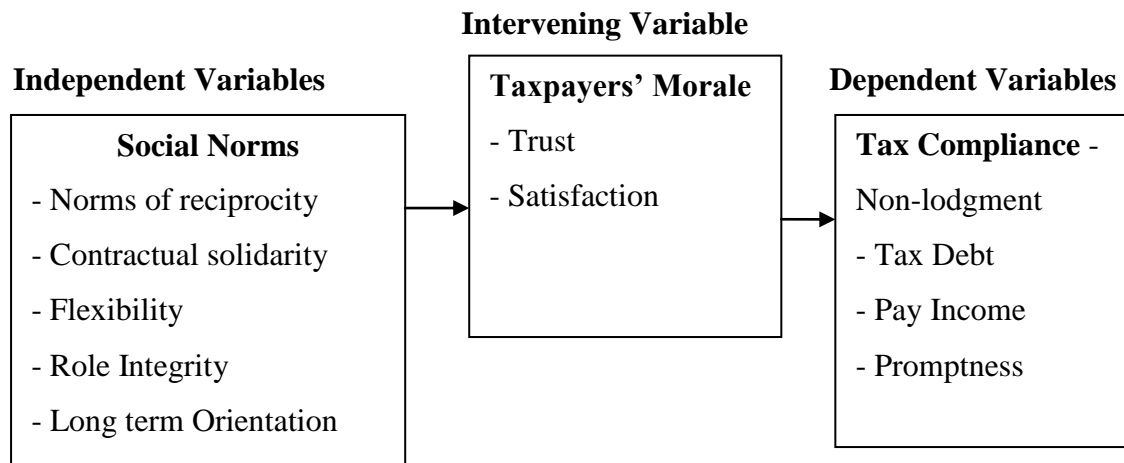 Intervening Variable
Independent Variables
Taxpayers’ Morale
- Trust
- Satisfaction
Dependent Variables
Social Norms
- Norms of reciprocity
- Contractual solidarity
- Flexibility
- Role Integrity
- Long term Orientation
Tax Compliance -
Non-lodgment
- Tax Debt
- Pay Income
- Promptness